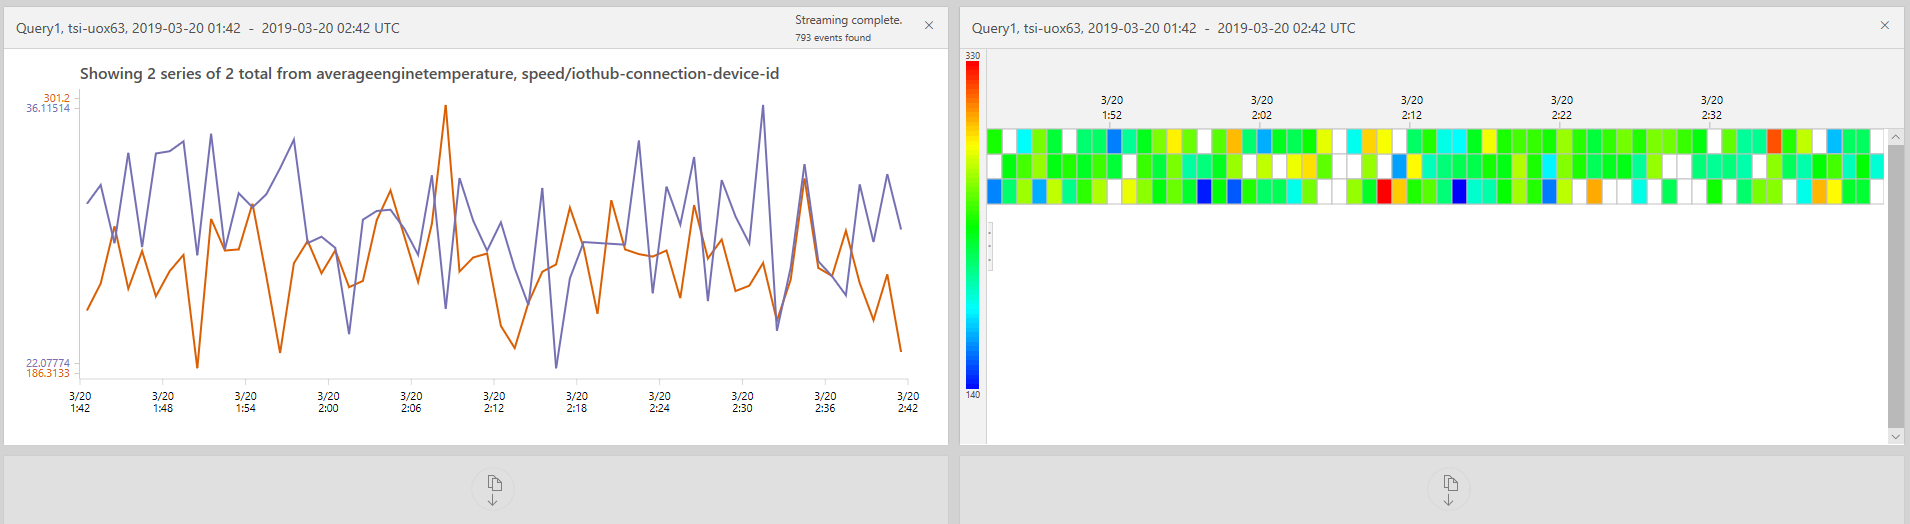 Query1, tsi-uox63, 2019-03-20 01:42 - 2019-03-20 02:42 UTC
Streaming complete.
793 events found
Showing 2 series of 2 total from averageenginetemperature, speed/iothub-connection-device-id
301.2
36.11514
22.07774
186.3133
3/20 3/20 3/20 3/20 3/20 3/20 3/20 3/20 3/20 3/20 3/20
1:42 1:48 1:54 2:00 2:06 2:12 2:18 2:24 2:30 2:36 2:42
Query1, tsi-uox63, 2019-03-20 01:42 - 2019-03-20 02:42 UTC
330
3/20 3/20 3/20 3/20 3/20
1:52 2:02 2:12 2:22 2:32
140